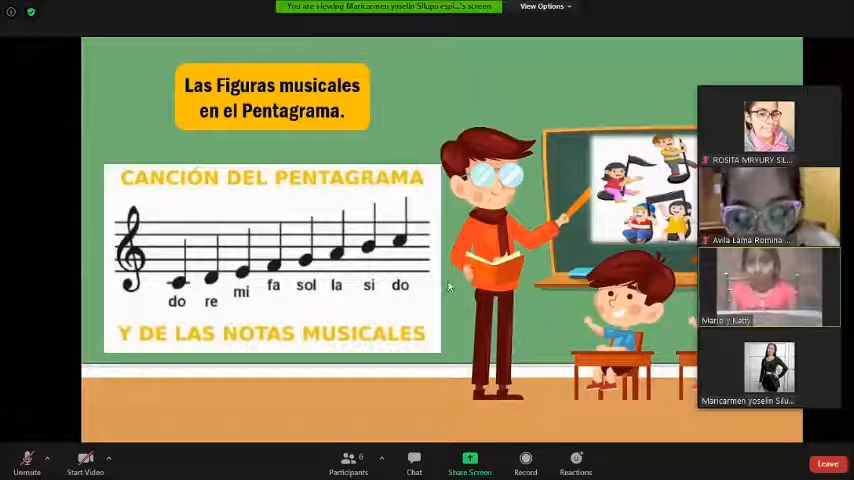 You are viewing Maricarmen yoselin Silupu espi...'s screen
View Options
Las Figuras musicales
en el Pentagrama.
CANCIÓN DEL PENTAGRAMA
do re mi fa sol la si do
Y DE LAS NOTAS MUSICALES
ROSITA MRYURY SIL...
Avila Lama Romina ...
Mario y Katty
Maricarmen yoselin Silu...
Unmute
Start Video
Participants
6
Chat
Share Screen
Record
Reactions
Leave